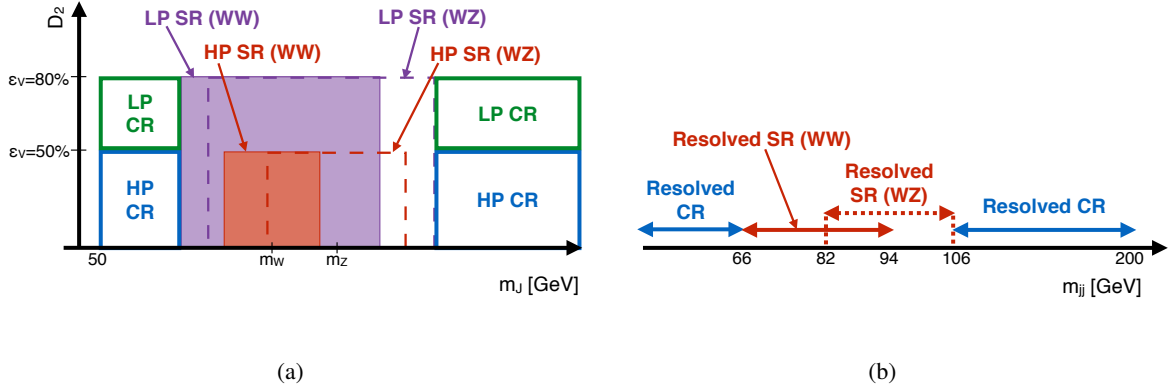 D2
LP SR (WW)
LP SR (WZ)
HP SR (WW)
HP SR (WZ)
εV=80%
LP
CR
LP CR
εV=50%
HP
CR
HP CR
50
mW
mZ
mJ [GeV]
(a)
Resolved SR (WW)
Resolved
CR
Resolved
SR (WZ)
Resolved CR
66
82
94
106
200
mjj [GeV]
(b)